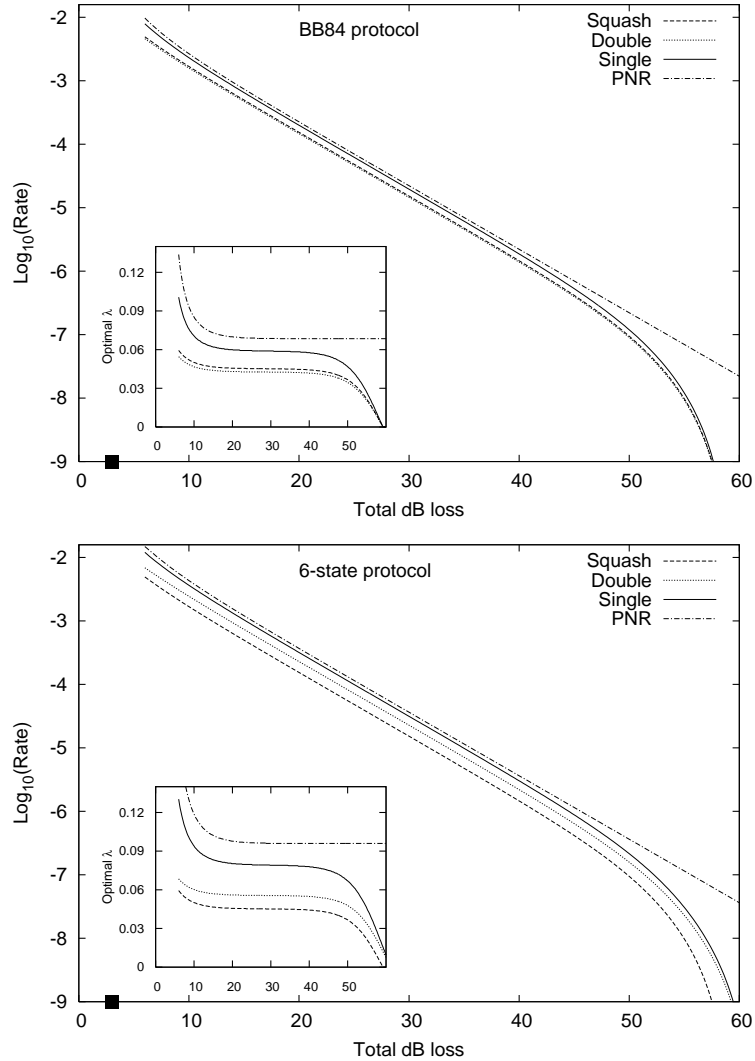 BB84 protocol
Squash
Double
Single
PNR
-2
-3
-4
-5
-6
-7
-8
-9
Log10(Rate)
0.12
0.09
0.06
0.03
0
Optimal λ
0 10 20 30 40 50
0 10 20 30 40 50 60
Total dB loss
6-state protocol
Squash
Double
Single
PNR
-2
-3
-4
-5
-6
-7
-8
-9
Log10(Rate)
0.12
0.09
0.06
0.03
0
Optimal λ
0 10 20 30 40 50
0 10 20 30 40 50 60
Total dB loss